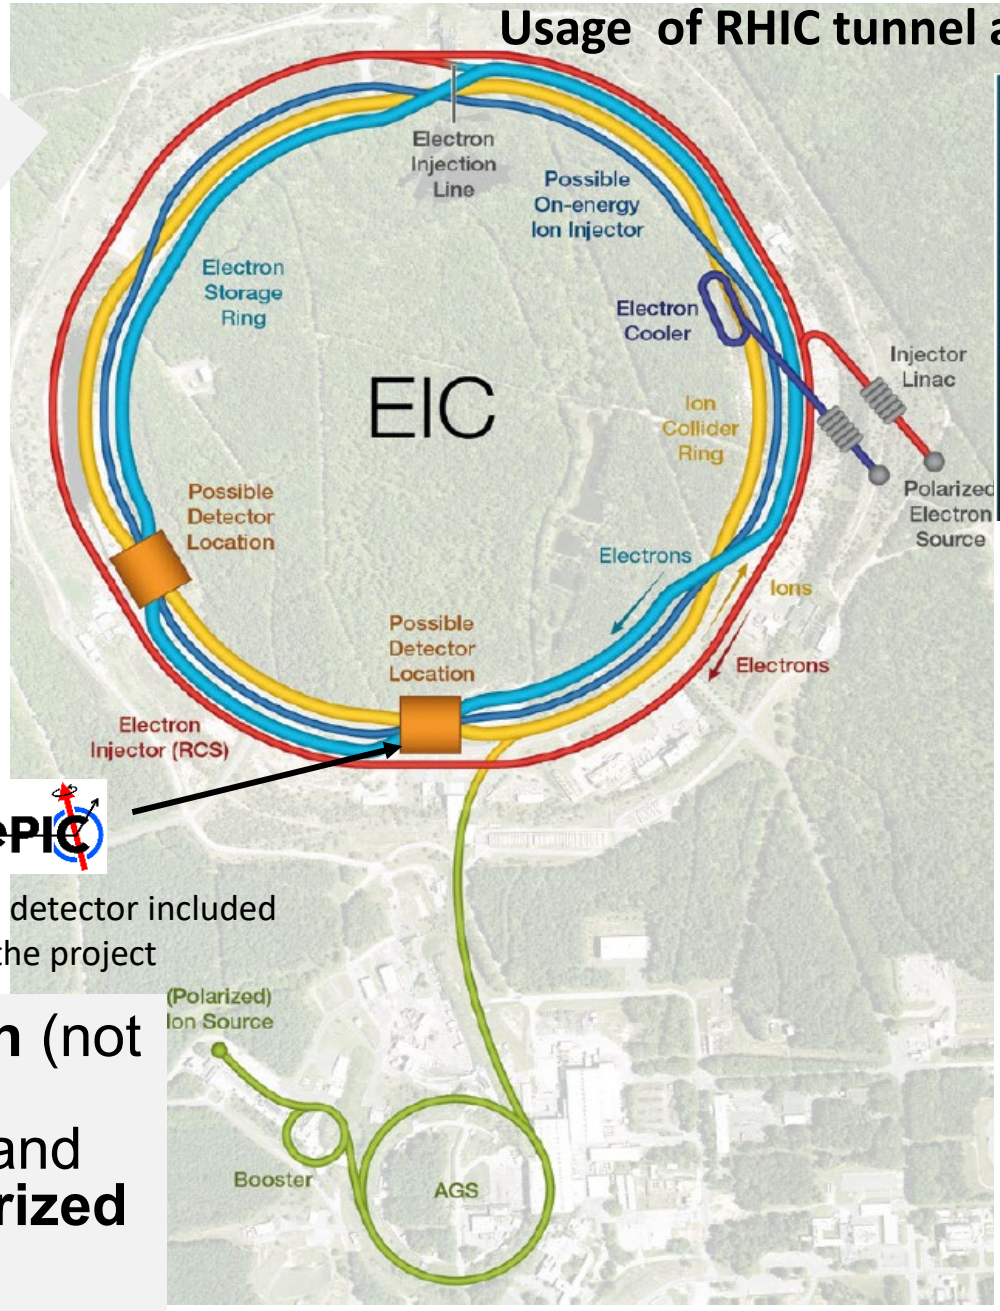 Usage of RHIC tunnel a
Electron
Injection
Line
Possible
On-energy
Ion Injector
Electron
Storage
Ring
Electron
Cooler
Injector
Linac
EIC
Ion
Collider
Ring
Possible
Detector
Location
Polarized
Electron
Source
Electrons
Ions
Possible
Detector
Location
Electrons
Electron
Injector (RCS)
ePIC
detector included
the project
(Polarized)
Ion Source
n (not
and
rized
Booster
AGS